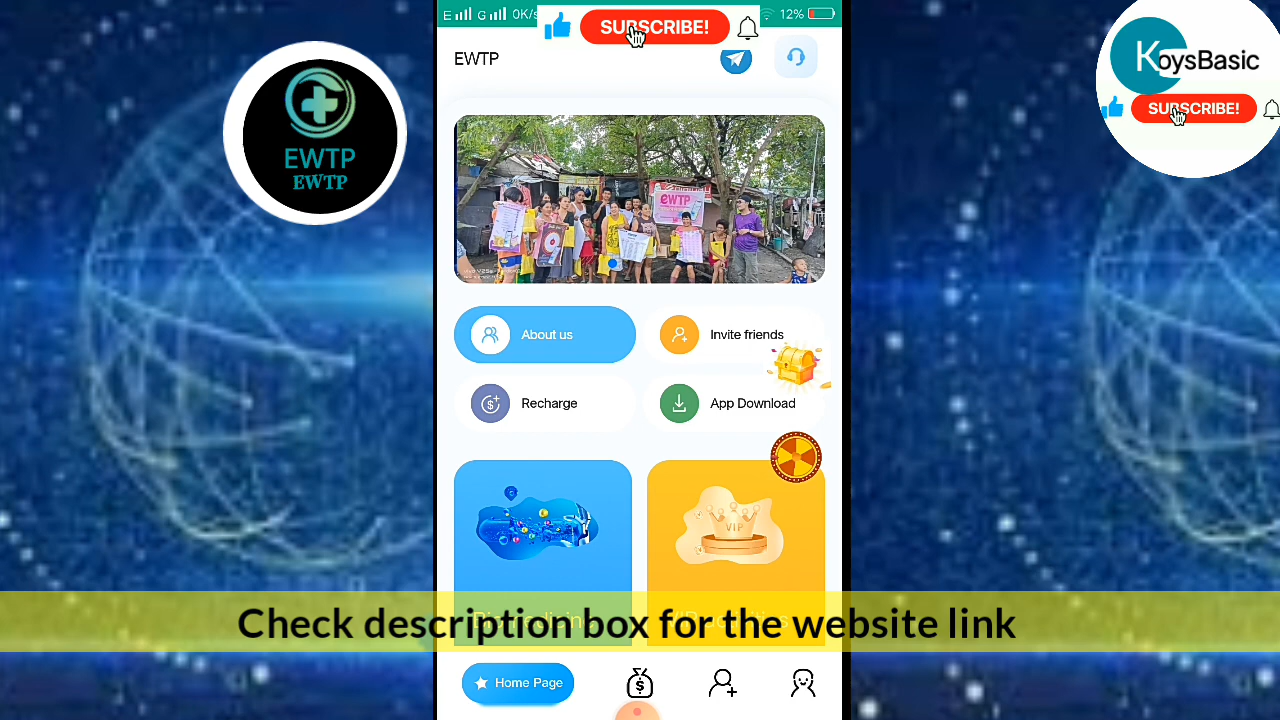 E G 0K/s
SUBSCRIBE!
12%
EWTP
KoysBasic
SUBSCRIBE!
EWTP
EWTP
eWTP
About us
Invite friends
Recharge
App Download
VIP
Check description box for the website link
Home Page